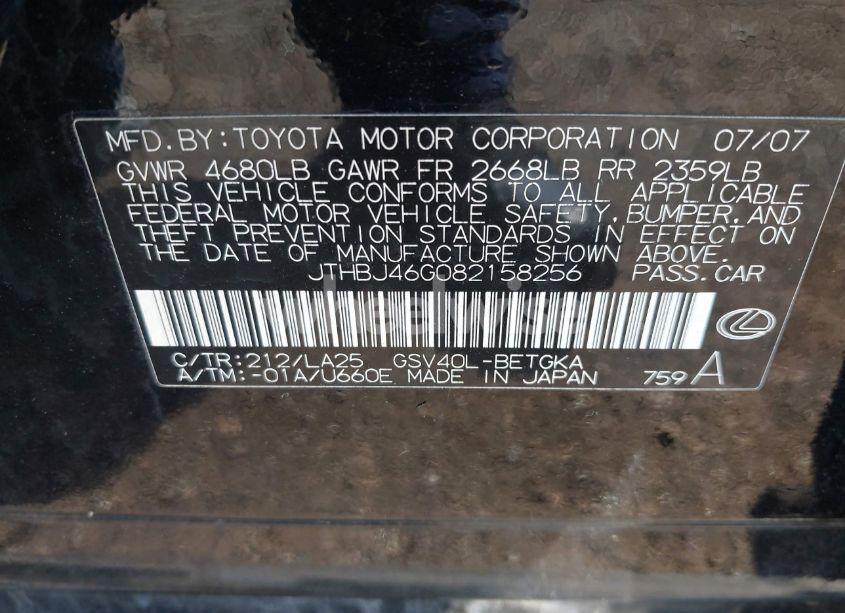 MFD.BY:TOYOTA MOTOR CORPORATION 07/07
GVWR 4680LB GAWR FR 2668LB RR 2359LB
THIS VEHICLE CONFORMS TO ALL APPLICABLE
FEDERAL MOTOR VEHICLE SAFETY,BUMPER,AND
THEFT PREVENTION STANDARDS IN EFFECT ON
THE DATE OF MANUFACTURE SHOWN ABOVE.
JTHBJ46G082158256 PASS.CAR
C/TR:212/LA25 GSV40L-BETGKA
A/TM:-01A/U660E MADE IN JAPAN 759 A